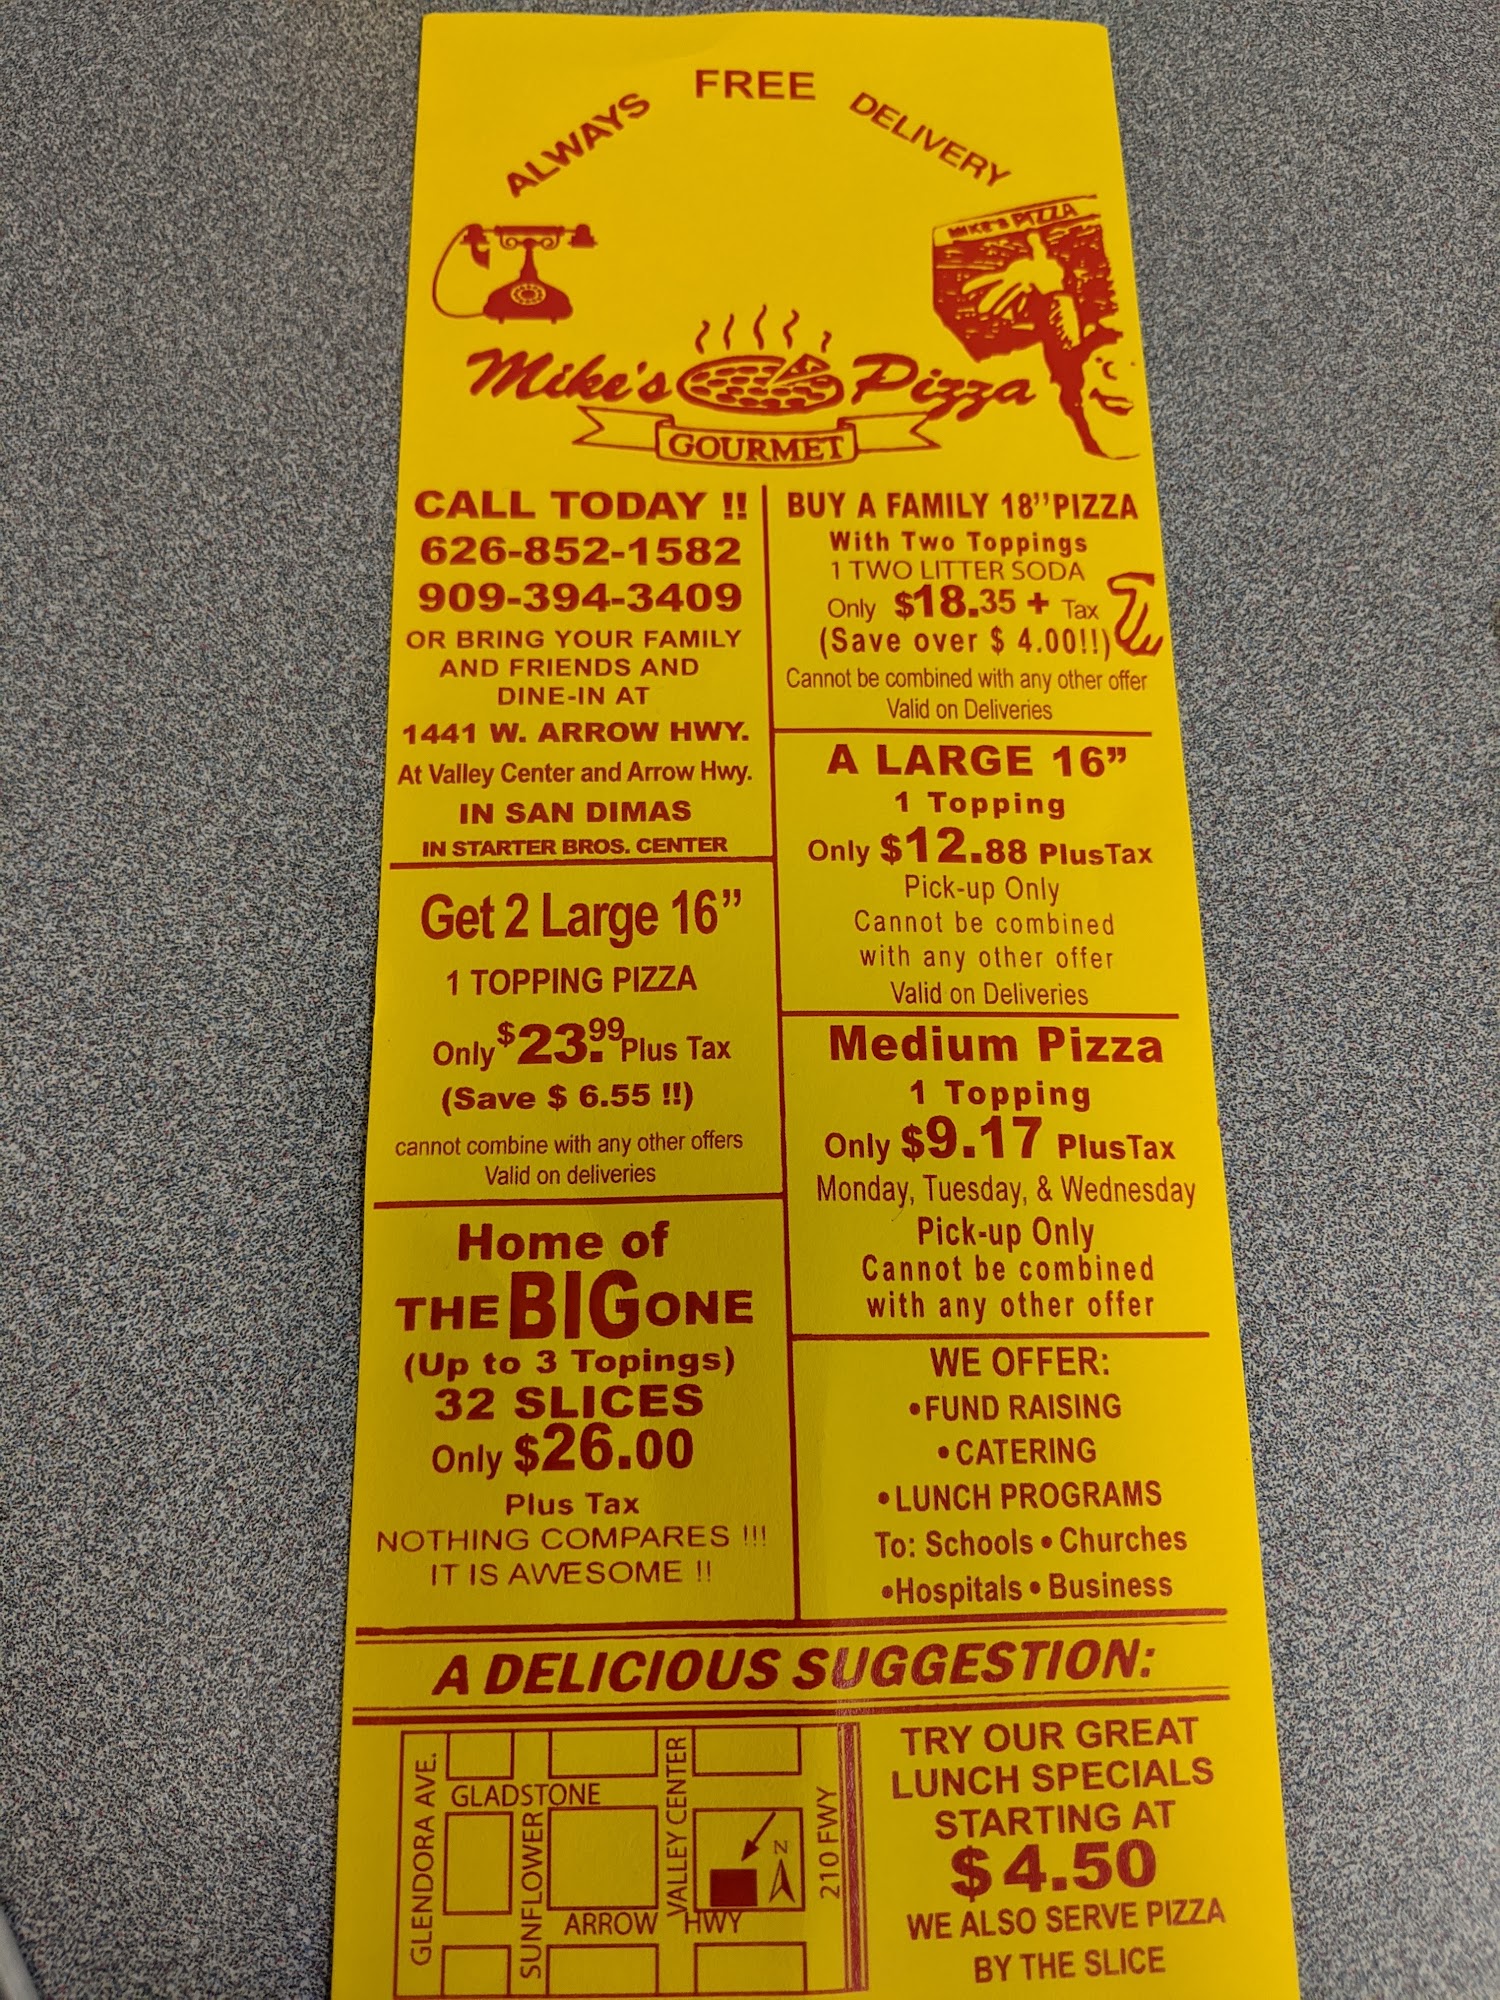 ALWAYS FREE DELIVERY
MIKE'S PIZZA
Mike's Pizza
GOURMET
CALL TODAY !!
626-852-1582
909-394-3409
OR BRING YOUR FAMILY
AND FRIENDS AND
DINE-IN AT
1441 W. ARROW HWY.
At Valley Center and Arrow Hwy.
IN SAN DIMAS
IN STARTER BROS. CENTER
Get 2 Large 16”
1 TOPPING PIZZA
Only $23.99 Plus Tax
(Save $ 6.55 !!)
cannot combine with any other offers
Valid on deliveries
Home of
THE BIG ONE
(Up to 3 Topings)
32 SLICES
Only $26.00
Plus Tax
NOTHING COMPARES !!!
IT IS AWESOME !!
BUY A FAMILY 18'' PIZZA
With Two Toppings
1 TWO LITTER SODA
Only $18.35 + Tax
(Save over $ 4.00!!)
Cannot be combined with any other offer
Valid on Deliveries
A LARGE 16”
1 Topping
Only $12.88 Plus Tax
Pick-up Only
Cannot be combined
with any other offer
Valid on Deliveries
Medium Pizza
1 Topping
Only $9.17 Plus Tax
Monday, Tuesday, & Wednesday
Pick-up Only
Cannot be combined
with any other offer
WE OFFER:
•FUND RAISING
• CATERING
• LUNCH PROGRAMS
To: Schools • Churches
•Hospitals • Business
A DELICIOUS SUGGESTION:
GLENDORA AVE.
GLADSTONE
SUNFLOWER
VALLEY CENTER
N
210 FWY
ARROW HWY
TRY OUR GREAT
LUNCH SPECIALS
STARTING AT
$4.50
WE ALSO SERVE PIZZA
BY THE SLICE